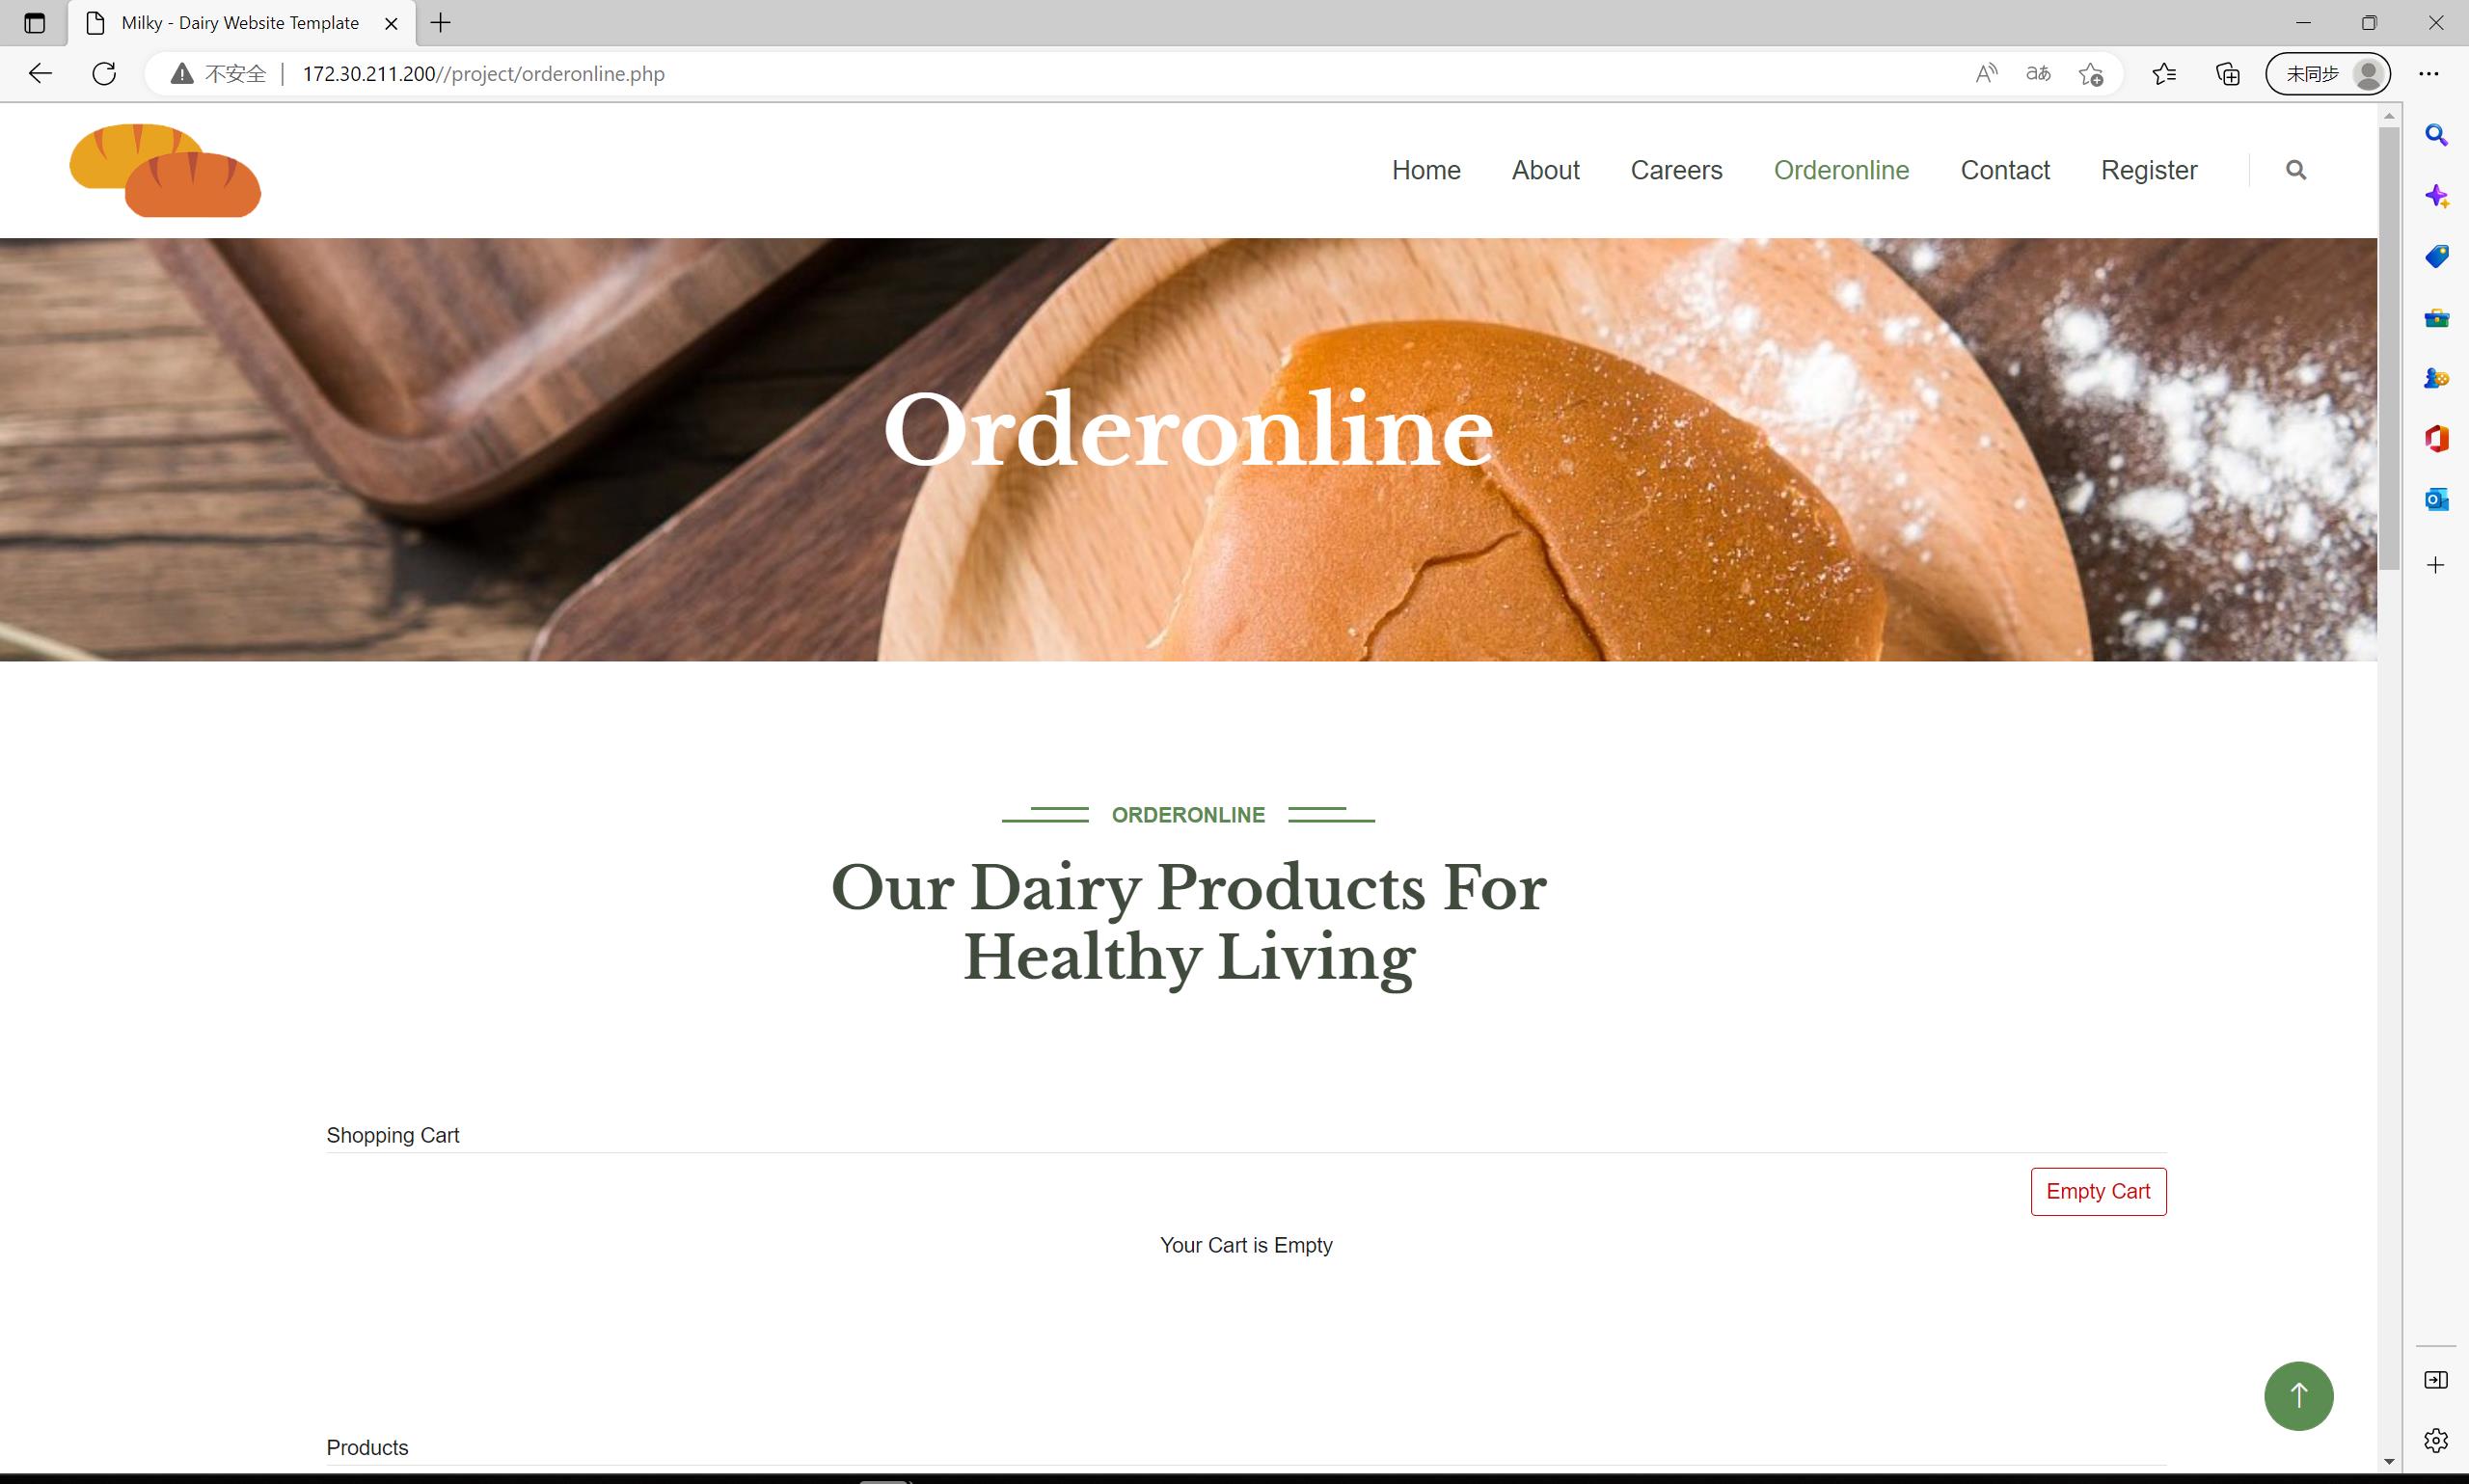 Milky - Dairy Website Template
不安全
172.30.211.200//project/orderonline.php
aあ
未同步
Home
About
Careers
Orderonline
Contact
Register
Orderonline
ORDERONLINE
Our Dairy Products For
Healthy Living
Shopping Cart
Empty Cart
Your Cart is Empty
Products